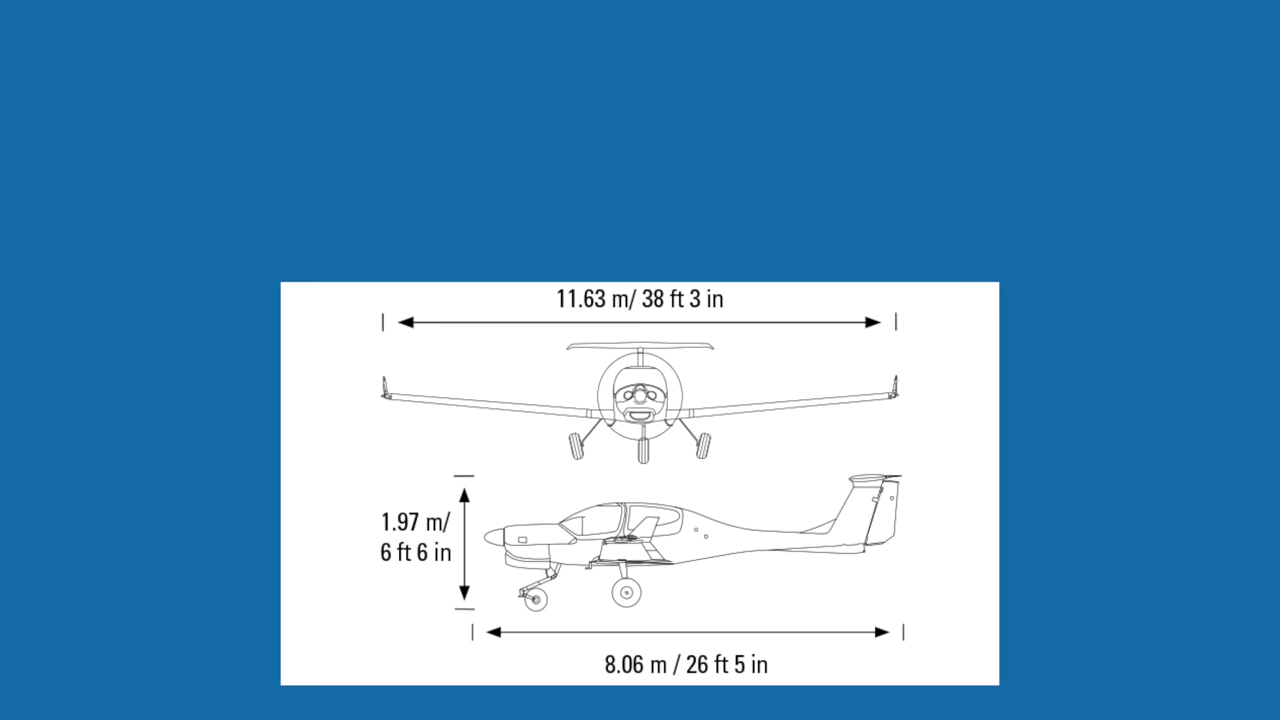 11.63 m/ 38 ft 3 in
1.97 m/
6 ft 6 in
8.06 m / 26 ft 5 in